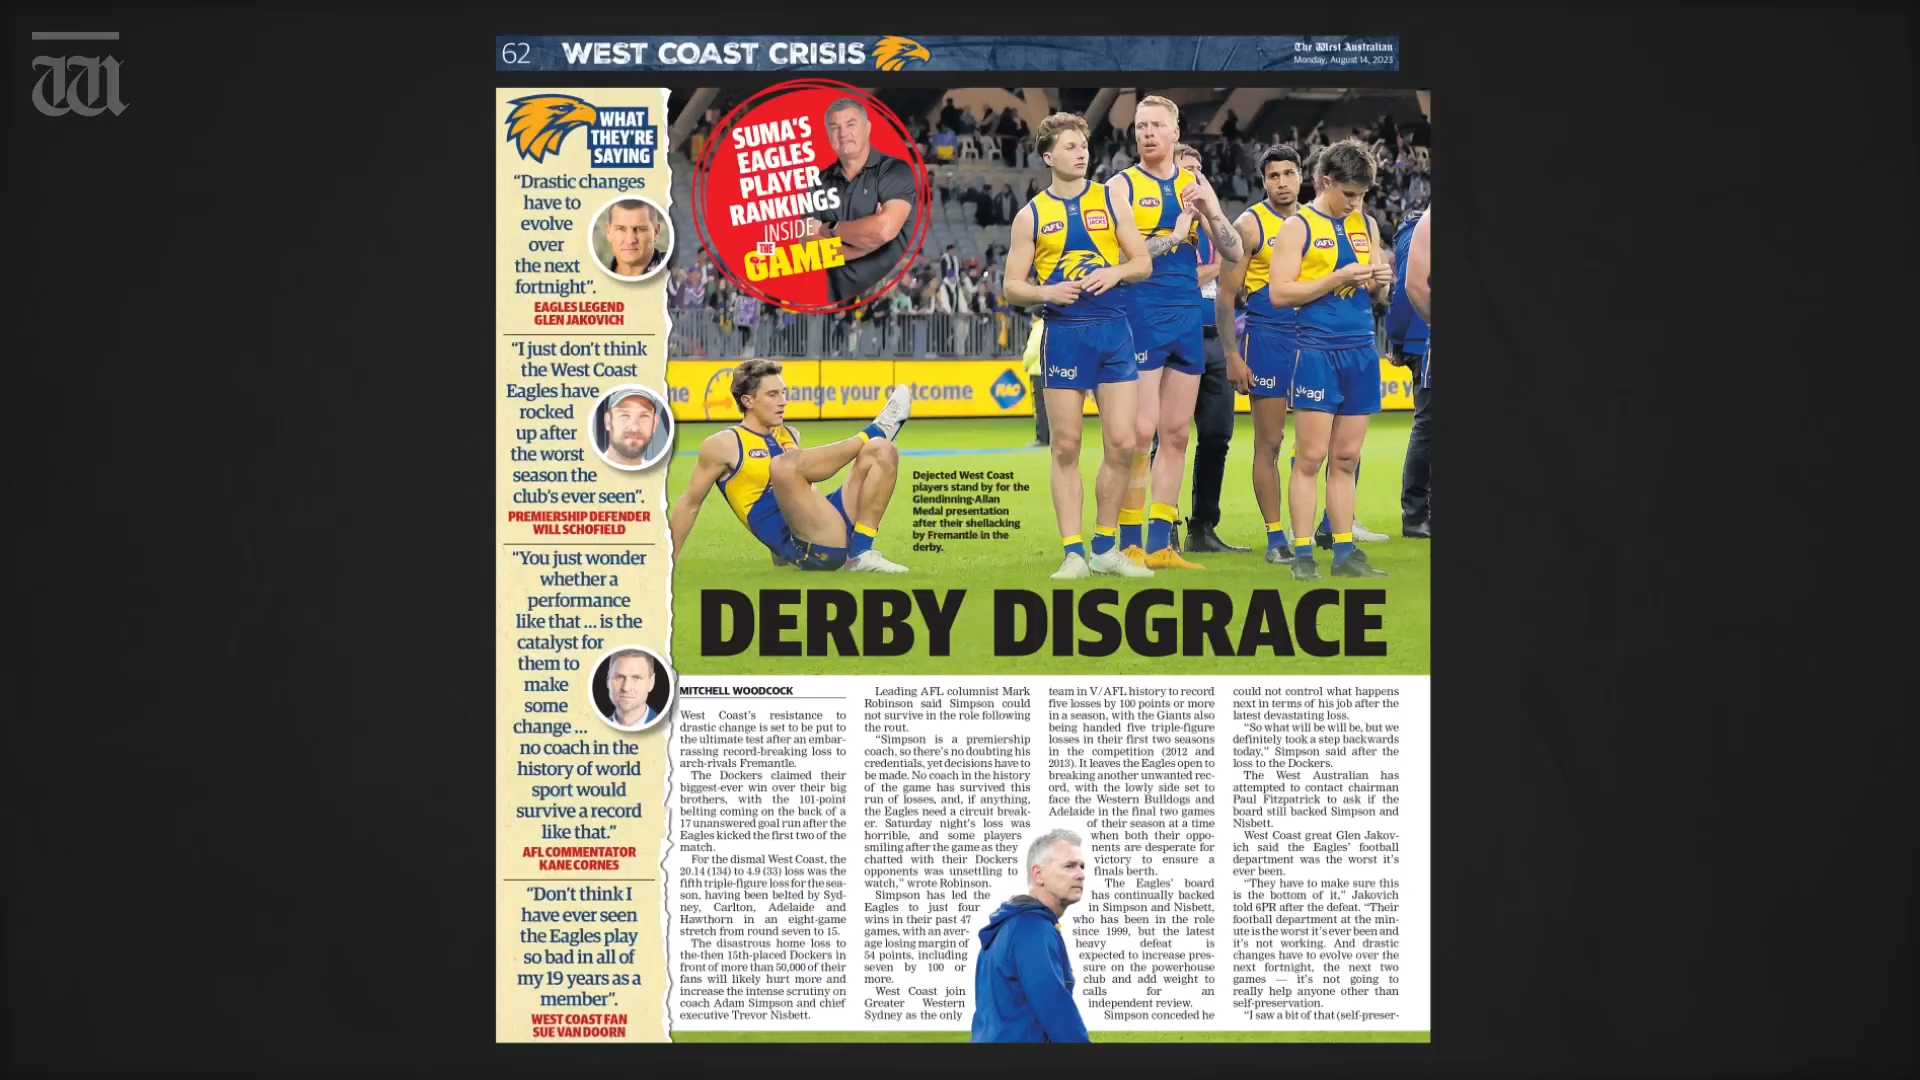 62 WEST COAST CRISIS
The West Australian
Monday, August 14, 2023
WHAT
THEY'RE
SAYING
"Drastic changes
have to
evolve
over
the next
fortnight".
EAGLES LEGEND
GLEN JAKOVICH
"I just don't think
the West Coast
Eagles have
rocked
up after
the worst
season the
club's ever seen".
PREMIERSHIP DEFENDER
WILL SCHOFIELD
"You just wonder
whether a
performance
like that ... is the
catalyst for
them to
make
some
change ...
no coach in the
history of world
sport would
survive a record
like that."
AFL COMMENTATOR
KANE CORNES
"Don't think I
have ever seen
the Eagles play
so bad in all of
my 19 years as a
member".
WEST COAST FAN
SUE VAN DOORN
SUMA'S
EAGLES
PLAYER
RANKINGS
INSIDE
THE
GAME
AFL
HUNGRY
JACKS
AFL
AFL
AFL
agl
agl
agl
agl
ange your
tcome
RAC
ge y
Dejected West Coast
players stand by for the
Glendinning-Allan
Medal presentation
after their shellacking
by Fremantle in the
derby.
DERBY DISGRACE
MITCHELL WOODCOCK
West Coast's resistance to
drastic change is set to be put to
the ultimate test after an embar-
rassing record-breaking loss to
arch-rivals Fremantle.
The Dockers claimed their
biggest-ever win over their big
brothers, with the 101-point
belting coming on the back of a
17 unanswered goal run after the
Eagles kicked the first two of the
match.
For the dismal West Coast, the
20.14 (134) to 4.9 (33) loss was the
fifth triple-figure loss for the sea-
son, having been belted by Syd-
ney, Carlton, Adelaide and
Hawthorn in an eight-game
stretch from round seven to 15.
The disastrous home loss to
the-then 15th-placed Dockers in
front of more than 50,000 of their
fans will likely hurt more and
increase the intense scrutiny on
coach Adam Simpson and chief
executive Trevor Nisbett.
Leading AFL columnist Mark
Robinson said Simpson could
not survive in the role following
the rout.
"Simpson is a premiership
coach, so there's no doubting his
credentials, yet decisions have to
be made. No coach in the history
of the game has survived this
run of losses, and, if anything,
the Eagles need a circuit break-
er. Saturday night's loss was
horrible, and some players
smiling after the game as they
chatted with their Dockers
opponents was unsettling to
watch," wrote Robinson.
Simpson has led the
Eagles to just four
wins in their past 47
games, with an aver-
age losing margin of
54 points, including
seven by 100 or
more.
West Coast join
Greater Western
Sydney as the only
team in V/AFL history to record
five losses by 100 points or more
in a season, with the Giants also
being handed five triple-figure
losses in their first two seasons
in the competition (2012 and
2013). It leaves the Eagles open to
breaking another unwanted rec-
ord, with the lowly side set to
face the Western Bulldogs and
Adelaide in the final two games
of their season at a time
when both their oppo-
nents are desperate for
victory to ensure a
finals berth.
The Eagles' board
has continually backed
in Simpson and Nisbett,
who has been in the role
since 1999, but the latest
heavy defeat is
expected to increase pres-
sure on the powerhouse
club and add weight to
calls for an
independent review.
Simpson conceded he
could not control what happens
next in terms of his job after the
latest devastating loss.
"So what will be will be, but we
definitely took a step backwards
today," Simpson said after the
loss to the Dockers.
The West Australian has
attempted to contact chairman
Paul Fitzpatrick to ask if the
board still backed Simpson and
Nisbett.
West Coast great Glen Jakov-
ich said the Eagles' football
department was the worst it's
ever been.
"They have to make sure this
is the bottom of it," Jakovich
told 6PR after the defeat. "Their
football department at the min-
ute is the worst it's ever been and
it's not working. And drastic
changes have to evolve over the
next fortnight, the next two
games — it's not going to
really help anyone other than
self-preservation.
"I saw a bit of that (self-preser-